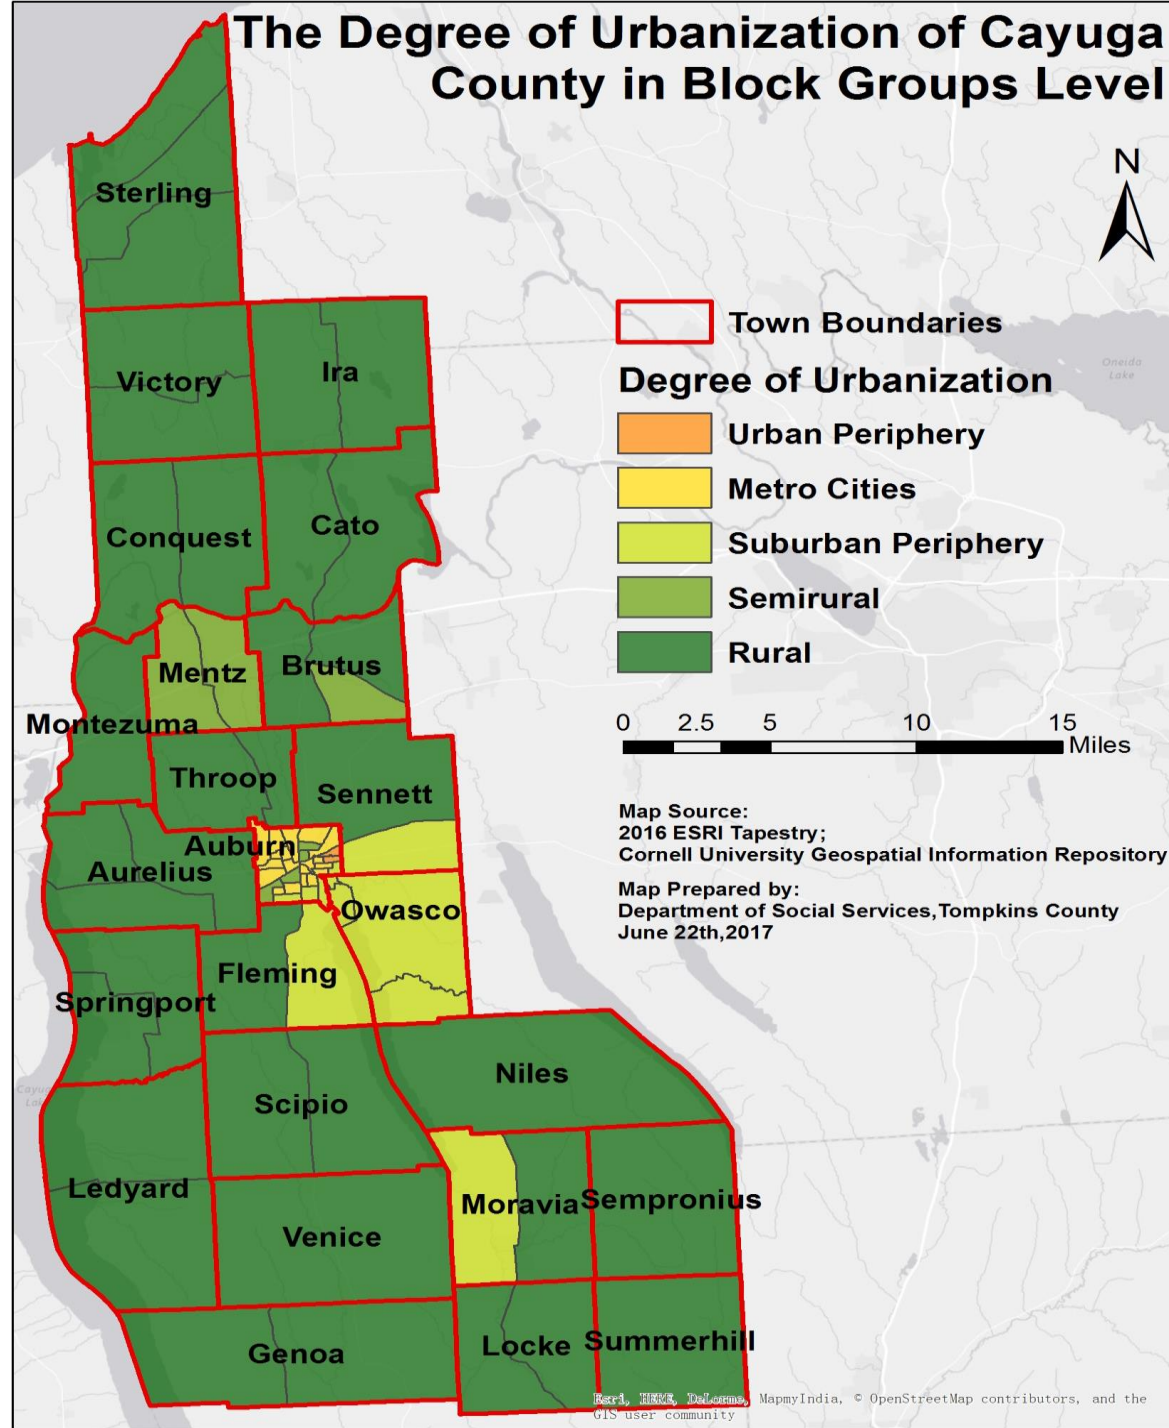 The Degree of Urbanization of Cayuga
County in Block Groups Level
N
Sterling
Town Boundaries
Oneida
Lake
Victory
Ira
Degree of Urbanization
Urban Periphery
Metro Cities
Conquest
Cato
Suburban Periphery
Semirural
Mentz
Brutus
Rural
Montezuma
0 2.5 5 10 15
Miles
Throop
Sennett
Map Source:
2016 ESRI Tapestry;
Cornell University Geospatial Information Repository
Auburn
Aurelius
Map Prepared by:
Department of Social Services,Tompkins County
June 22th,2017
Owasco
Fleming
Springport
Niles
Scipio
Ledyard
Moravia
Sempronius
Venice
Locke
Summerhill
Genoa
Esri, HERE, DeLorme, MapmyIndia, © OpenStreetMap contributors, and the
GIS user community